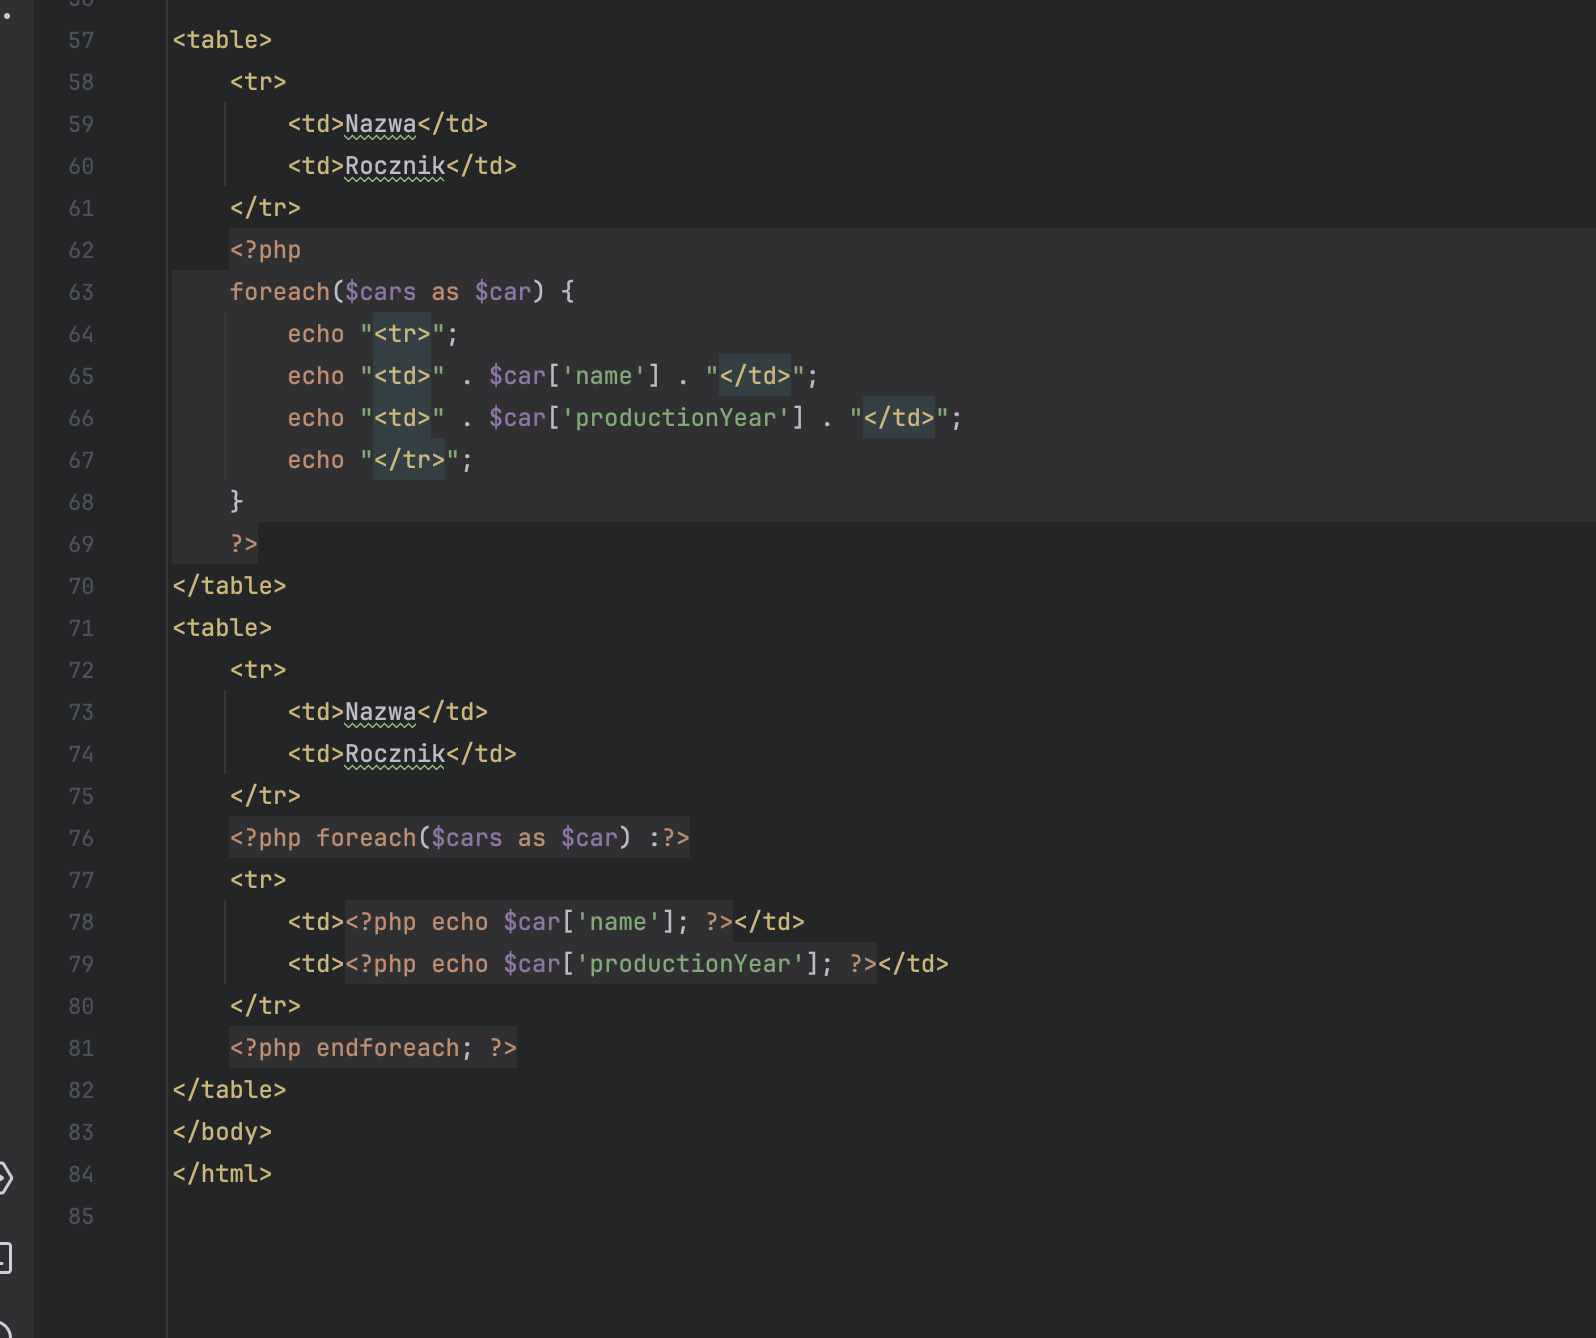 57 <table>
58     <tr>
59         <td>Nazwa</td>
60         <td>Rocznik</td>
61     </tr>
62     <?php
63     foreach($cars as $car) {
64         echo "<tr>";
65         echo "<td>" . $car['name'] . "</td>";
66         echo "<td>" . $car['productionYear'] . "</td>";
67         echo "</tr>";
68     }
69     ?>
70 </table>
71 <table>
72     <tr>
73         <td>Nazwa</td>
74         <td>Rocznik</td>
75     </tr>
76     <?php foreach($cars as $car) :?>
77     <tr>
78         <td><?php echo $car['name']; ?></td>
79         <td><?php echo $car['productionYear']; ?></td>
80     </tr>
81     <?php endforeach; ?>
82 </table>
83 </body>
84 </html>
85